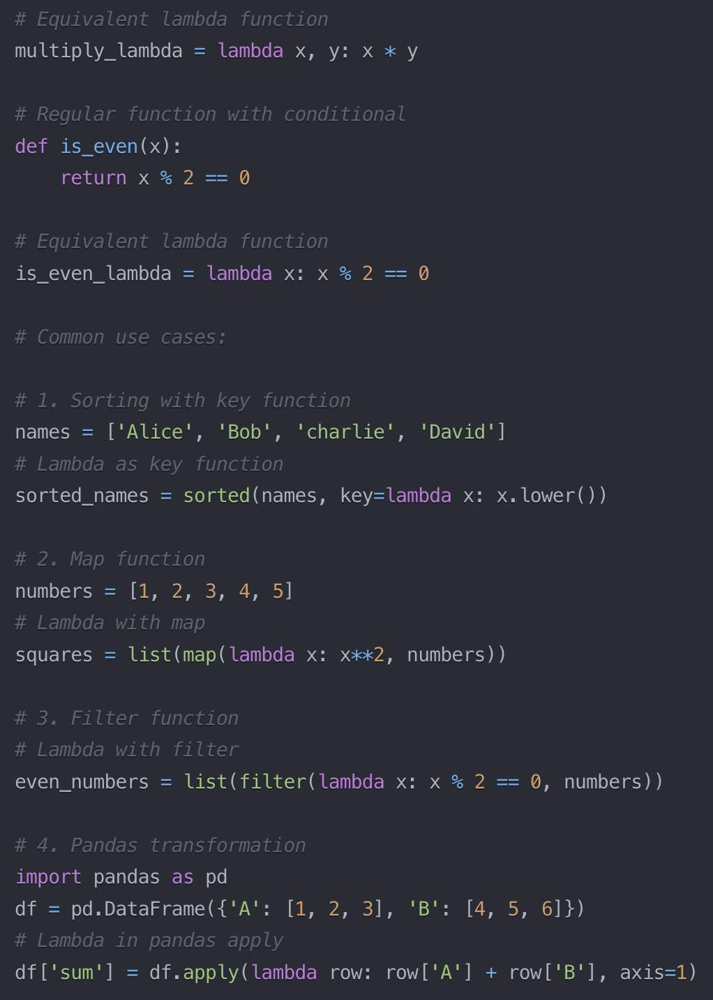 # Equivalent lambda function
multiply_lambda = lambda x, y: x * y
# Regular function with conditional
def is_even(x):
    return x % 2 == 0
# Equivalent lambda function
is_even_lambda = lambda x: x % 2 == 0
# Common use cases:
# 1. Sorting with key function
names = ['Alice', 'Bob', 'charlie', 'David']
# Lambda as key function
sorted_names = sorted(names, key=lambda x: x.lower())
# 2. Map function
numbers = [1, 2, 3, 4, 5]
# Lambda with map
squares = list(map(lambda x: x**2, numbers))
# 3. Filter function
# Lambda with filter
even_numbers = list(filter(lambda x: x % 2 == 0, numbers))
# 4. Pandas transformation
import pandas as pd
df = pd.DataFrame({'A': [1, 2, 3], 'B': [4, 5, 6]})
# Lambda in pandas apply
df['sum'] = df.apply(lambda row: row['A'] + row['B'], axis=1)